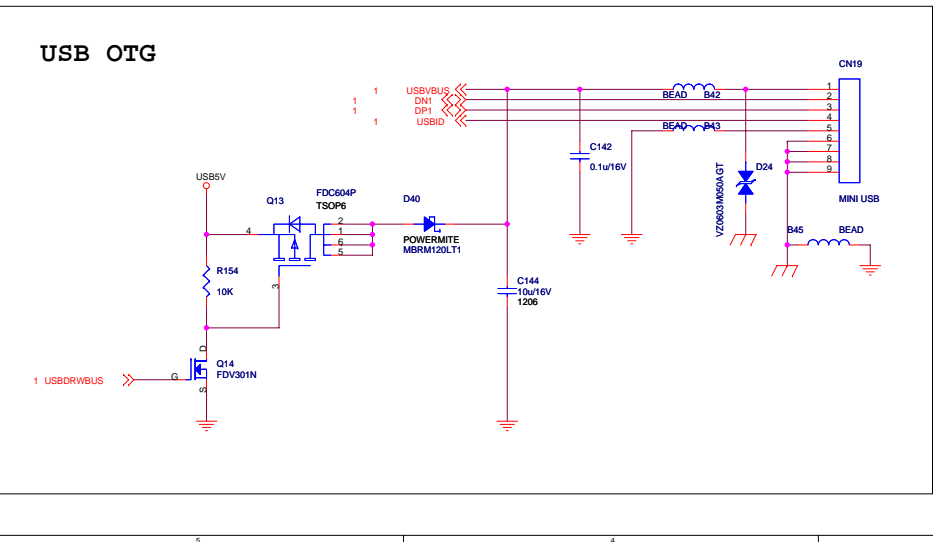 USB OTG
CN19
1 USBVBUS
1 DN1
1 DP1
1 USBID
BEAD B42
BEAD B43
1
2
3
4
5
6
7
8
9
C142
0.1u/16V
D24
VZ0603M050AGT
MINI USB
USB5V
Q13
FDC604P
TSOP6
D40
4
2
1
6
5
3
POWERMITE
MBRM120LT1
B45 BEAD
R154
10K
C144
10u/16V
1206
D
Q14
FDV301N
G
S
1 USBDRWBUS
5
4